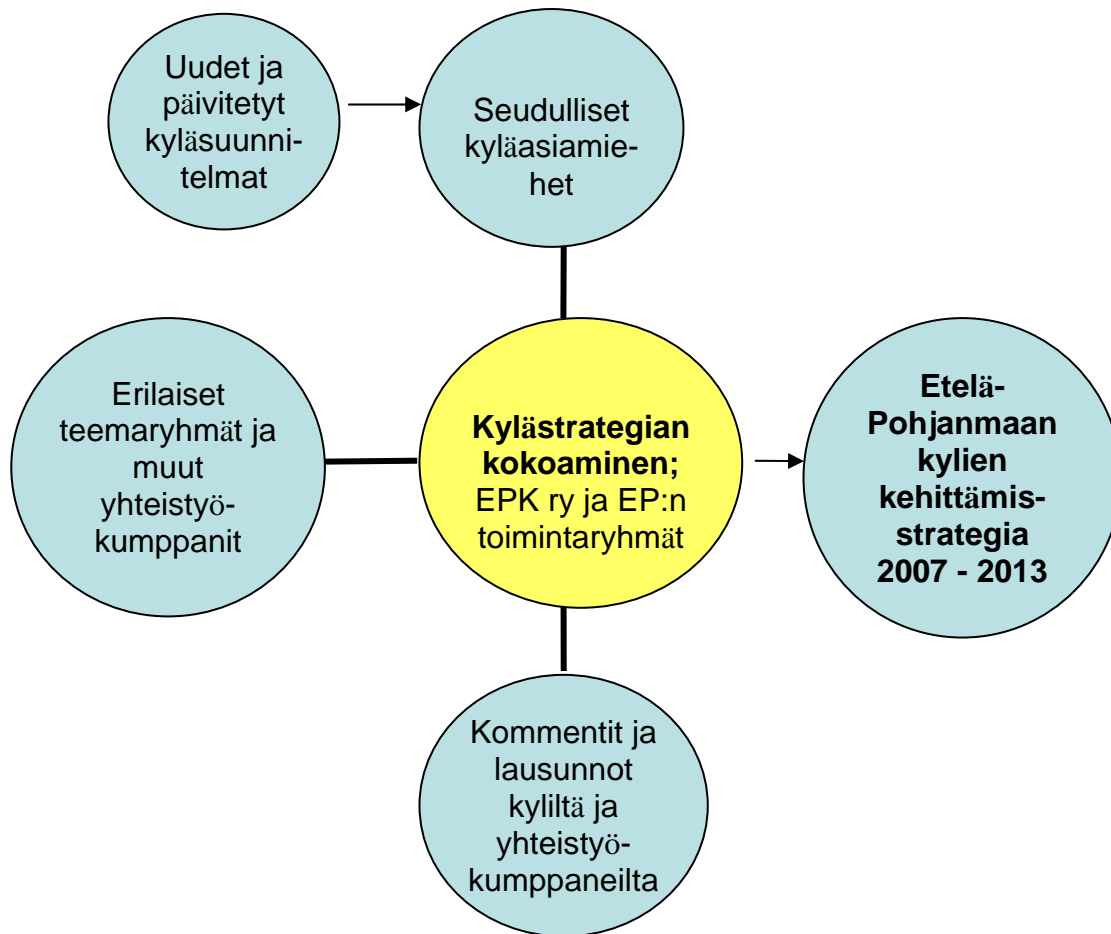 Uudet ja
päivitetyt
kyläsuunni-
telmat
Seudulliset
kyläasiamie-
het
Erilaiset
teemaryhmät ja
muut
yhteistyö-
kumppanit
Kylästrategian
kokoaminen;
EPK ry ja EP:n
toimintaryhmät
Etelä-
Pohjanmaan
kylien
kehittämis-
strategia
2007 - 2013
Kommentit ja
lausunnot
kyliltä ja
yhteistyö-
kumppaneilta